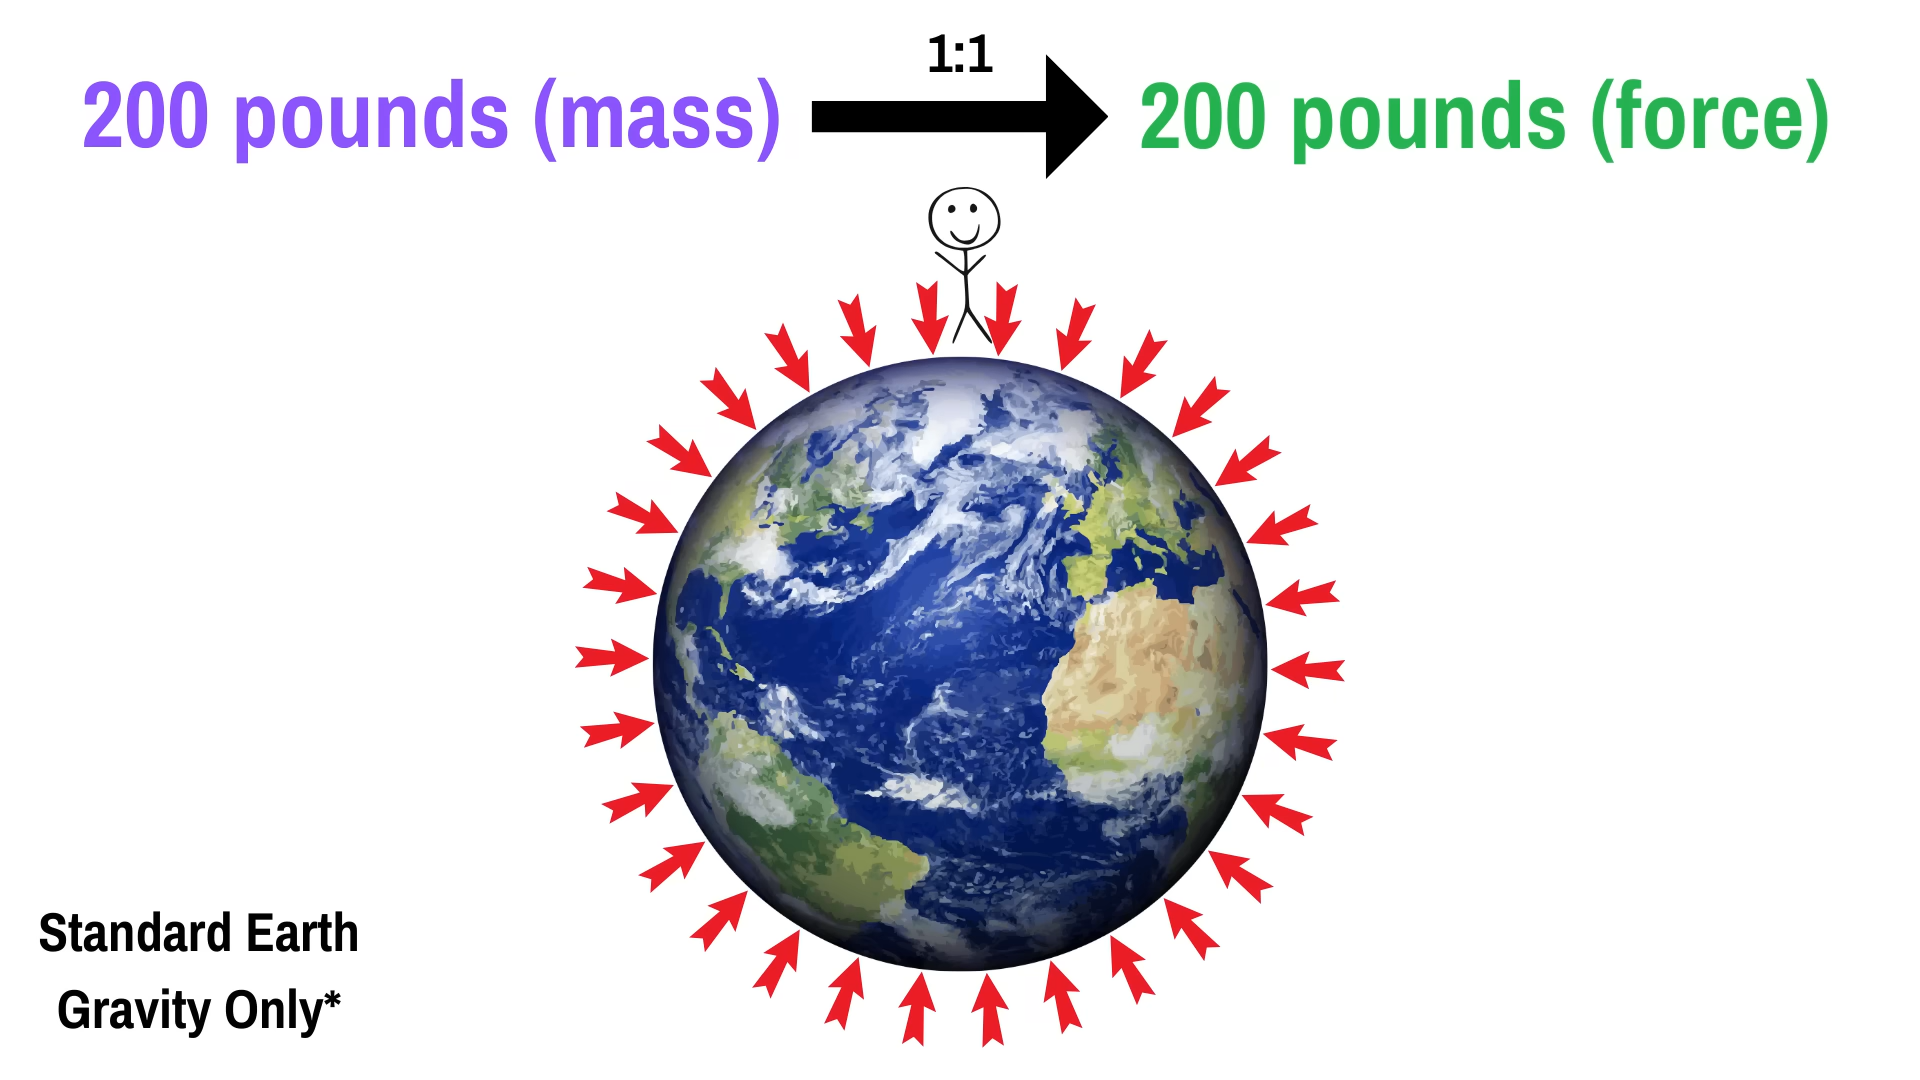 1:1
200 pounds (mass)
200 pounds (force)
Standard Earth
Gravity Only*